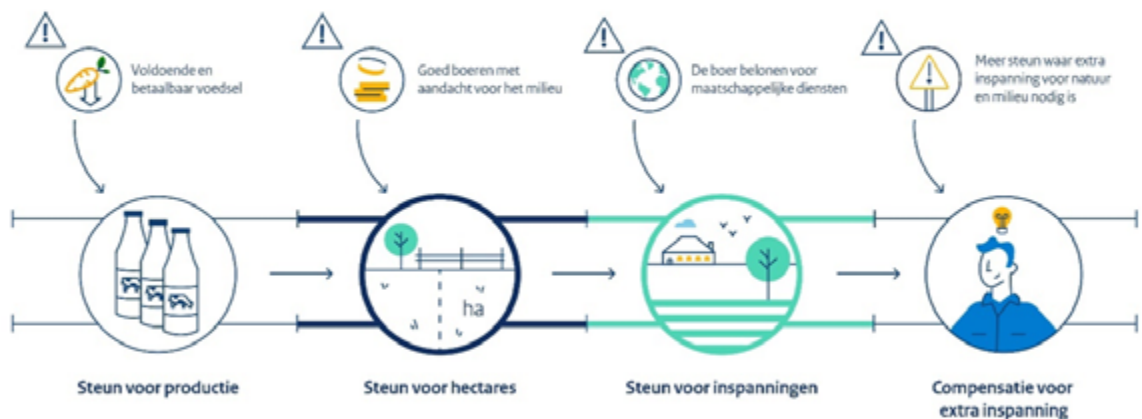 Voldoende en
betaalbaar voedsel
Goed boeren met
aandacht voor het milieu
De boer belonen voor
maatschappelijke diensten
Meer steun waar extra
inspanning voor natuur
en milieu nodig is
ha
Steun voor productie
Steun voor hectares
Steun voor inspanningen
Compensatie voor
extra inspanning